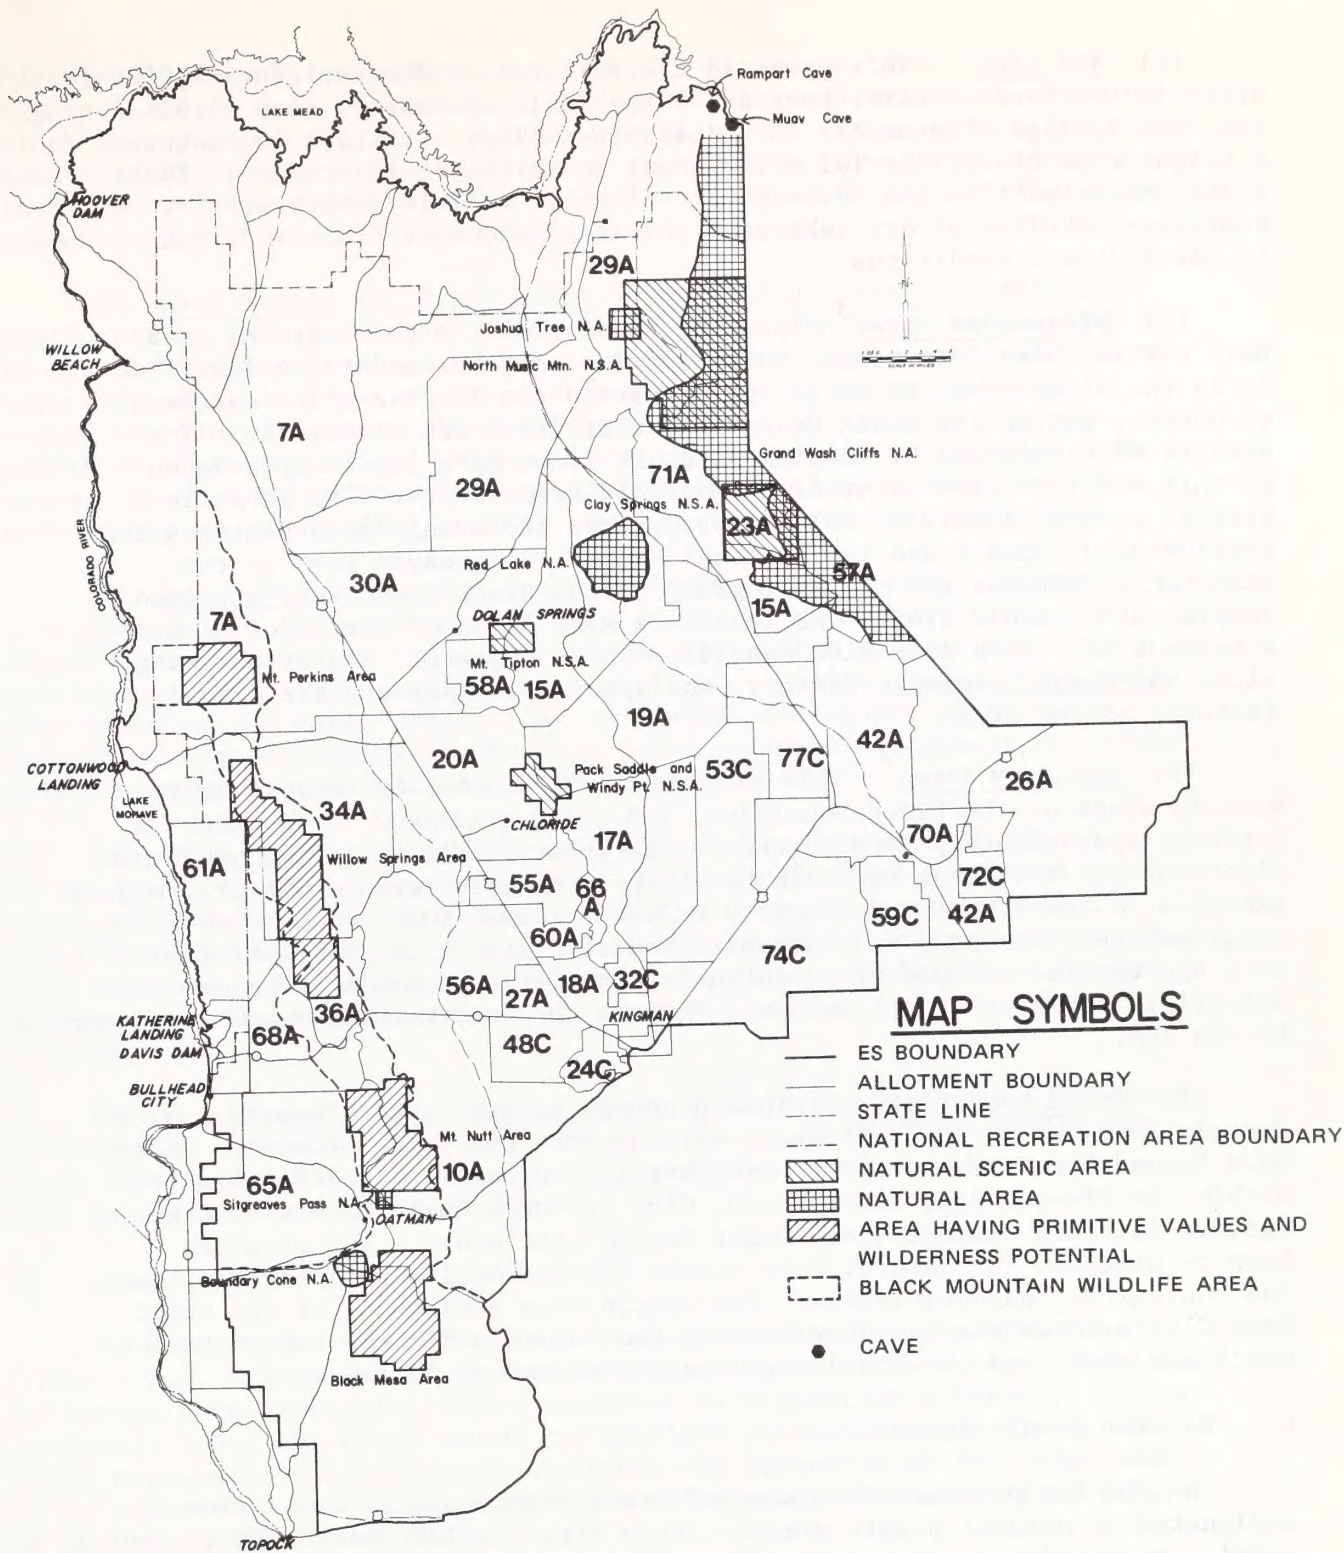 Rampart Cave
Muav Cave
LAKE MEAD
HOOVER
DAM
29A
Joshua Tree N.A.
WILLOW
BEACH
North Music Mtn. N.S.A.
SCALE IN MILES
7A
Grand Wash Cliffs N.A.
29A
71A
Clay Springs N.S.A.
23A
COLORADO RIVER
Red Lake N.A.
57A
30A
15A
7A
DOLAN SPRINGS
Mt. Perkins Area
Mt. Tipton N.S.A.
58A
15A
19A
20A
53C
77C
42A
26A
COTTONWOOD
LANDING
Pack Saddle and
Windy Pt. N.S.A.
LAKE
MOHAVE
34A
CHLORIDE
17A
70A
Willow Springs Area
61A
55A
66
A
72C
59C
42A
60A
74C
56A
27A
18A
32C
36A
KINGMAN
KATHERINE
LANDING
DAVIS DAM
68A
48C
24C
BULLHEAD
CITY
Mt. Nutt Area
10A
65A
Sitgreaves Pass N.A.
OATMAN
Boundary Cone N.A.
Black Mesa Area
TOPOCK
MAP SYMBOLS
ES BOUNDARY
ALLOTMENT BOUNDARY
STATE LINE
NATIONAL RECREATION AREA BOUNDARY
NATURAL SCENIC AREA
NATURAL AREA
AREA HAVING PRIMITIVE VALUES AND
WILDERNESS POTENTIAL
BLACK MOUNTAIN WILDLIFE AREA
CAVE